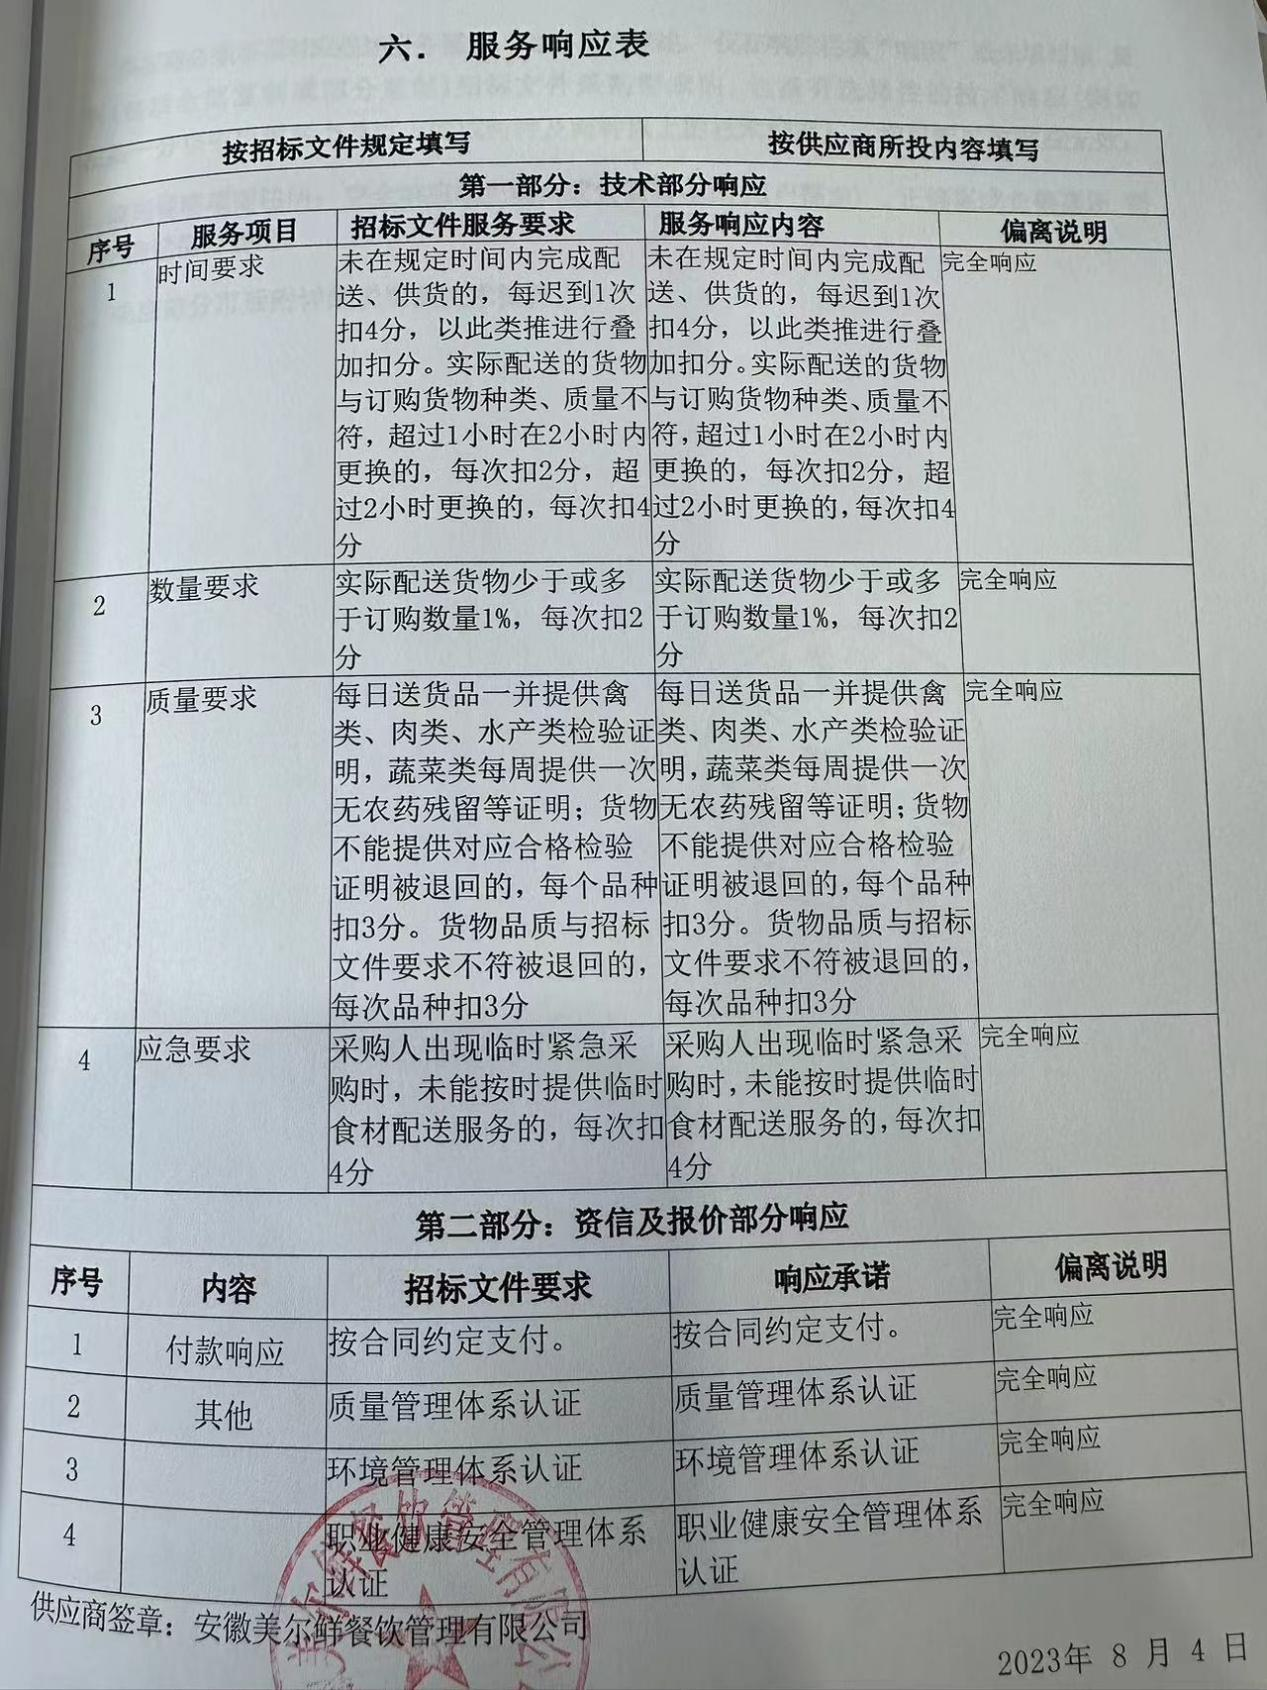 六. 服务响应表
按招标文件规定填写 按供应商所投内容填写
第一部分：技术部分响应
序号 服务项目 招标文件服务要求 服务响应内容 偏离说明
1 时间要求 未在规定时间内完成配 未在规定时间内完成配 完全响应
送、供货的，每迟到1次 送、供货的，每迟到1次
扣4分，以此类推进行叠 扣4分，以此类推进行叠
加扣分。实际配送的货物 加扣分。实际配送的货物
与订购货物种类、质量不 与订购货物种类、质量不
符，超过1小时在2小时内 符，超过1小时在2小时内
更换的，每次扣2分，超 更换的，每次扣2分，超
过2小时更换的，每次扣4 过2小时更换的，每次扣4
分 分
2 数量要求 实际配送货物少于或多 实际配送货物少于或多 完全响应
于订购数量1%，每次扣2 于订购数量1%，每次扣2
分 分
3 质量要求 每日送货品一并提供禽 每日送货品一并提供禽 完全响应
类、肉类、水产类检验证 类、肉类、水产类检验证
明，蔬菜类每周提供一次 明，蔬菜类每周提供一次
无农药残留等证明；货物 无农药残留等证明；货物
不能提供对应合格检验 不能提供对应合格检验
证明被退回的，每个品种 证明被退回的，每个品种
扣3分。货物品质与招标 扣3分。货物品质与招标
文件要求不符被退回的， 文件要求不符被退回的，
每次品种扣3分 每次品种扣3分
4 应急要求 采购人出现临时紧急采 采购人出现临时紧急采 完全响应
购时，未能按时提供临时 购时，未能按时提供临时
食材配送服务的，每次扣 食材配送服务的，每次扣
4分 4分
第二部分：资信及报价部分响应
序号 内容 招标文件要求 响应承诺 偏离说明
1 付款响应 按合同约定支付。 按合同约定支付。 完全响应
2 其他 质量管理体系认证 质量管理体系认证 完全响应
3 环境管理体系认证 环境管理体系认证 完全响应
4 职业健康安全管理体系 职业健康安全管理体系 完全响应
认证 认证
供应商签章：安徽美尔鲜餐饮管理有限公司
美尔鲜餐饮管理有限公
2023年 8 月 4 日